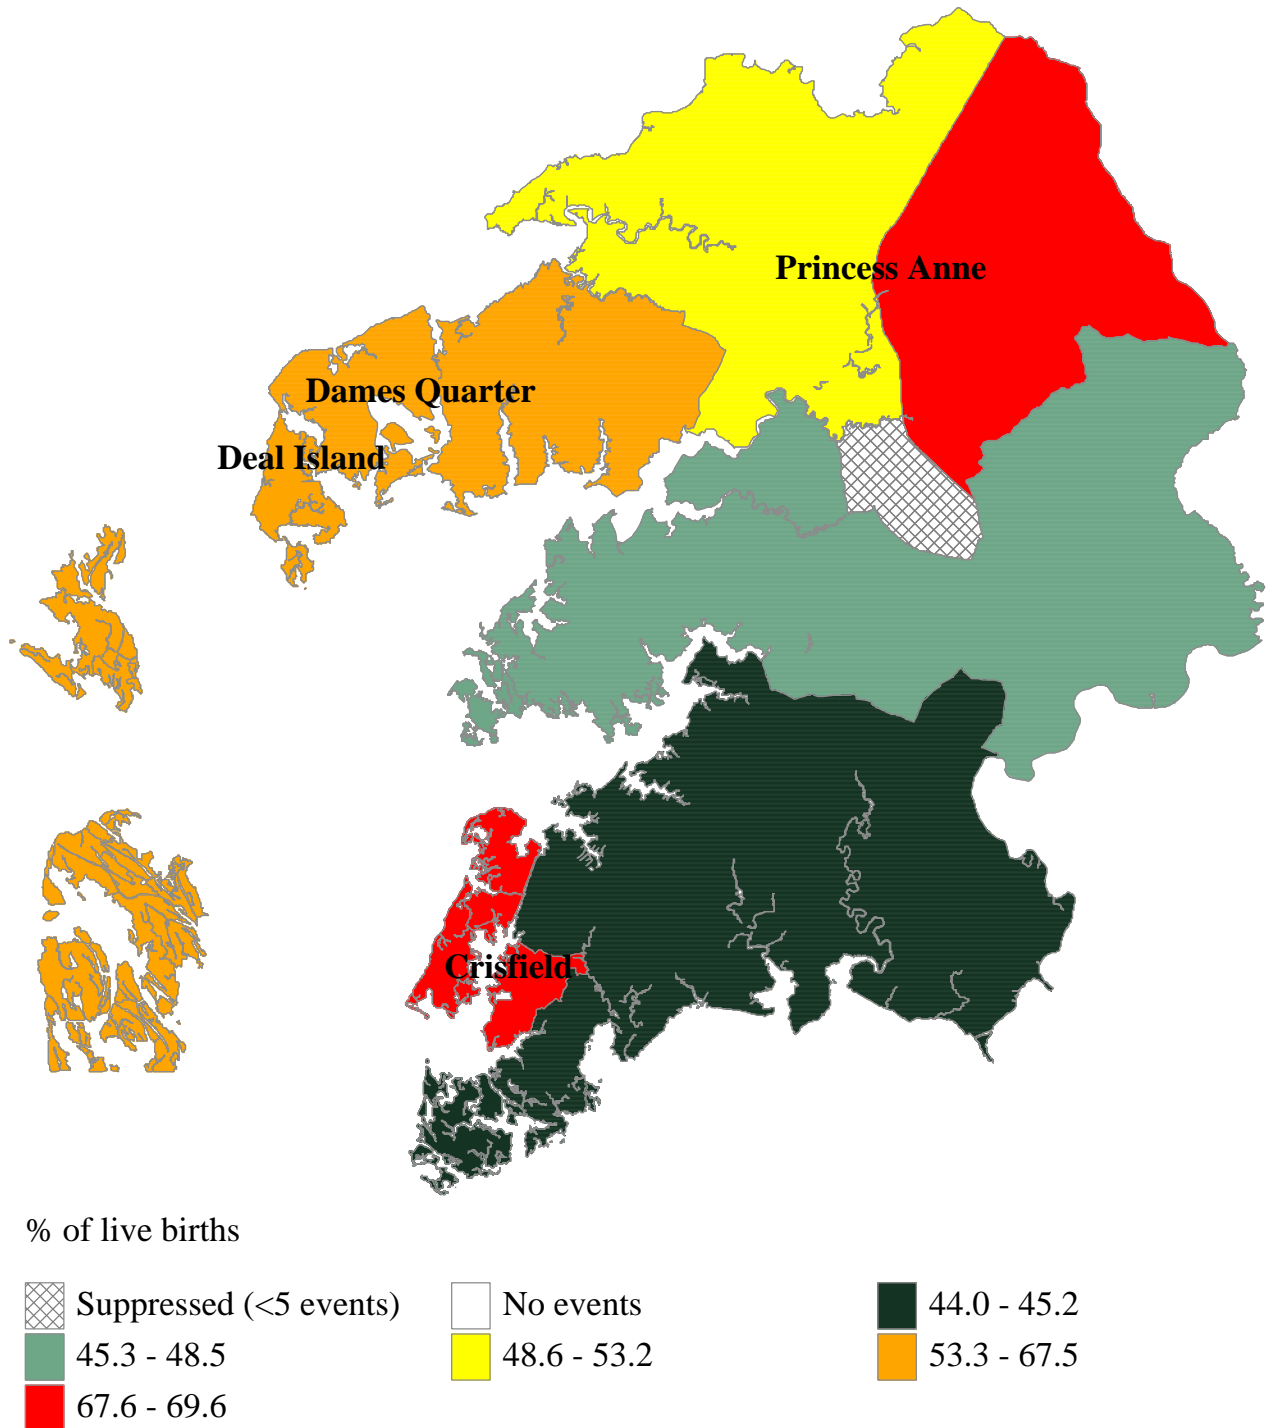 Princess Anne
Dames Quarter
Deal Island
Crisfield
% of live births
Suppressed (<5 events)
No events
44.0 - 45.2
45.3 - 48.5
48.6 - 53.2
53.3 - 67.5
67.6 - 69.6